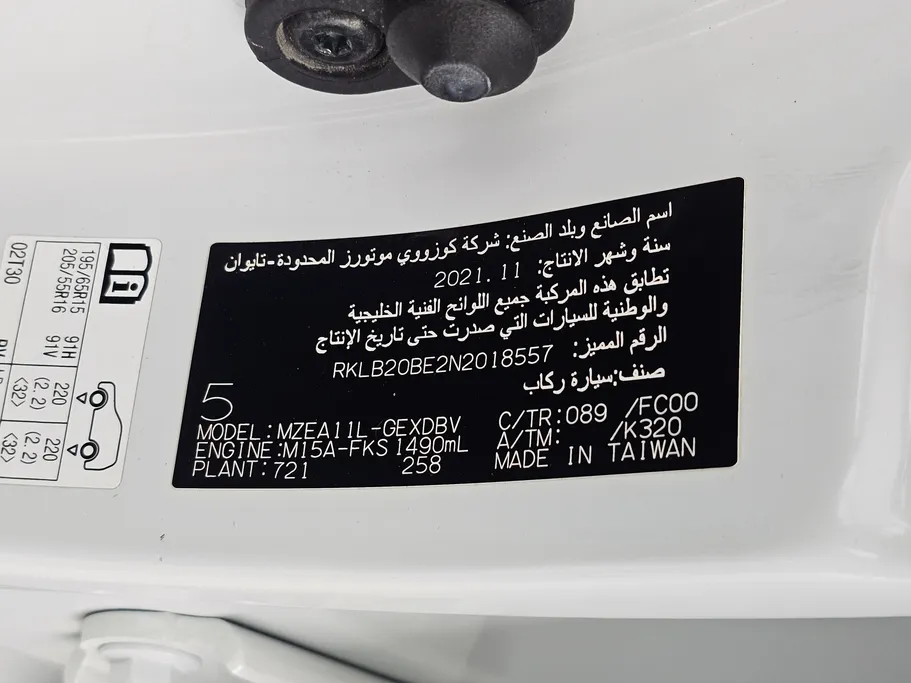 اسم الصانع وبلد الصنع: شركة كوزووي موتورز المحدودة-تايوان
سنة وشهر الانتاج: 2021.11
تطابق هذه المركبة جميع اللوائح الفنية الخليجية
والوطنية للسيارات التي صدرت حتى تاريخ الإنتاج
الرقم المميز: RKLB20BE2N2018557
صنف:سيارة ركاب
5
MODEL:MZEA11L-GEXDBV C/TR:089 /FC00
ENGINE:M15A-FKS 1490mL A/TM: /K320
PLANT:721 258 MADE IN TAIWAN
195/65R15 91H
205/55R16 91V
02T30
220 (2.2) <32>
220 (2.2) <32>